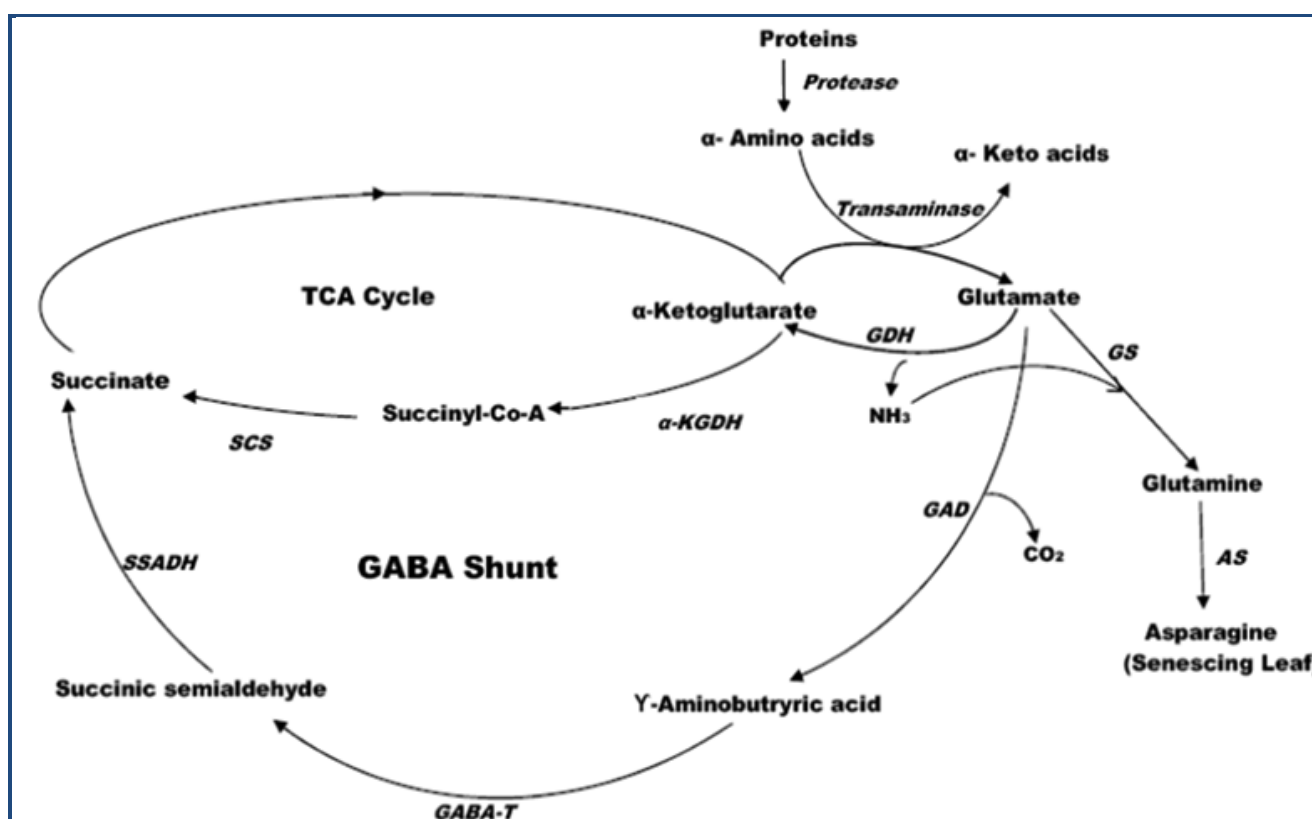 Proteins
Protease
α- Amino acids
α- Keto acids
Transaminase
TCA Cycle
α-Ketoglutarate
Glutamate
GDH
GS
Succinate
Succinyl-Co-A
NH₃
α-KGDH
SCS
Glutamine
GAD
SSADH
GABA Shunt
CO₂
AS
Asparagine
(Senescing Leaf
Succinic semialdehyde
ϒ-Aminobutryric acid
GABA-T